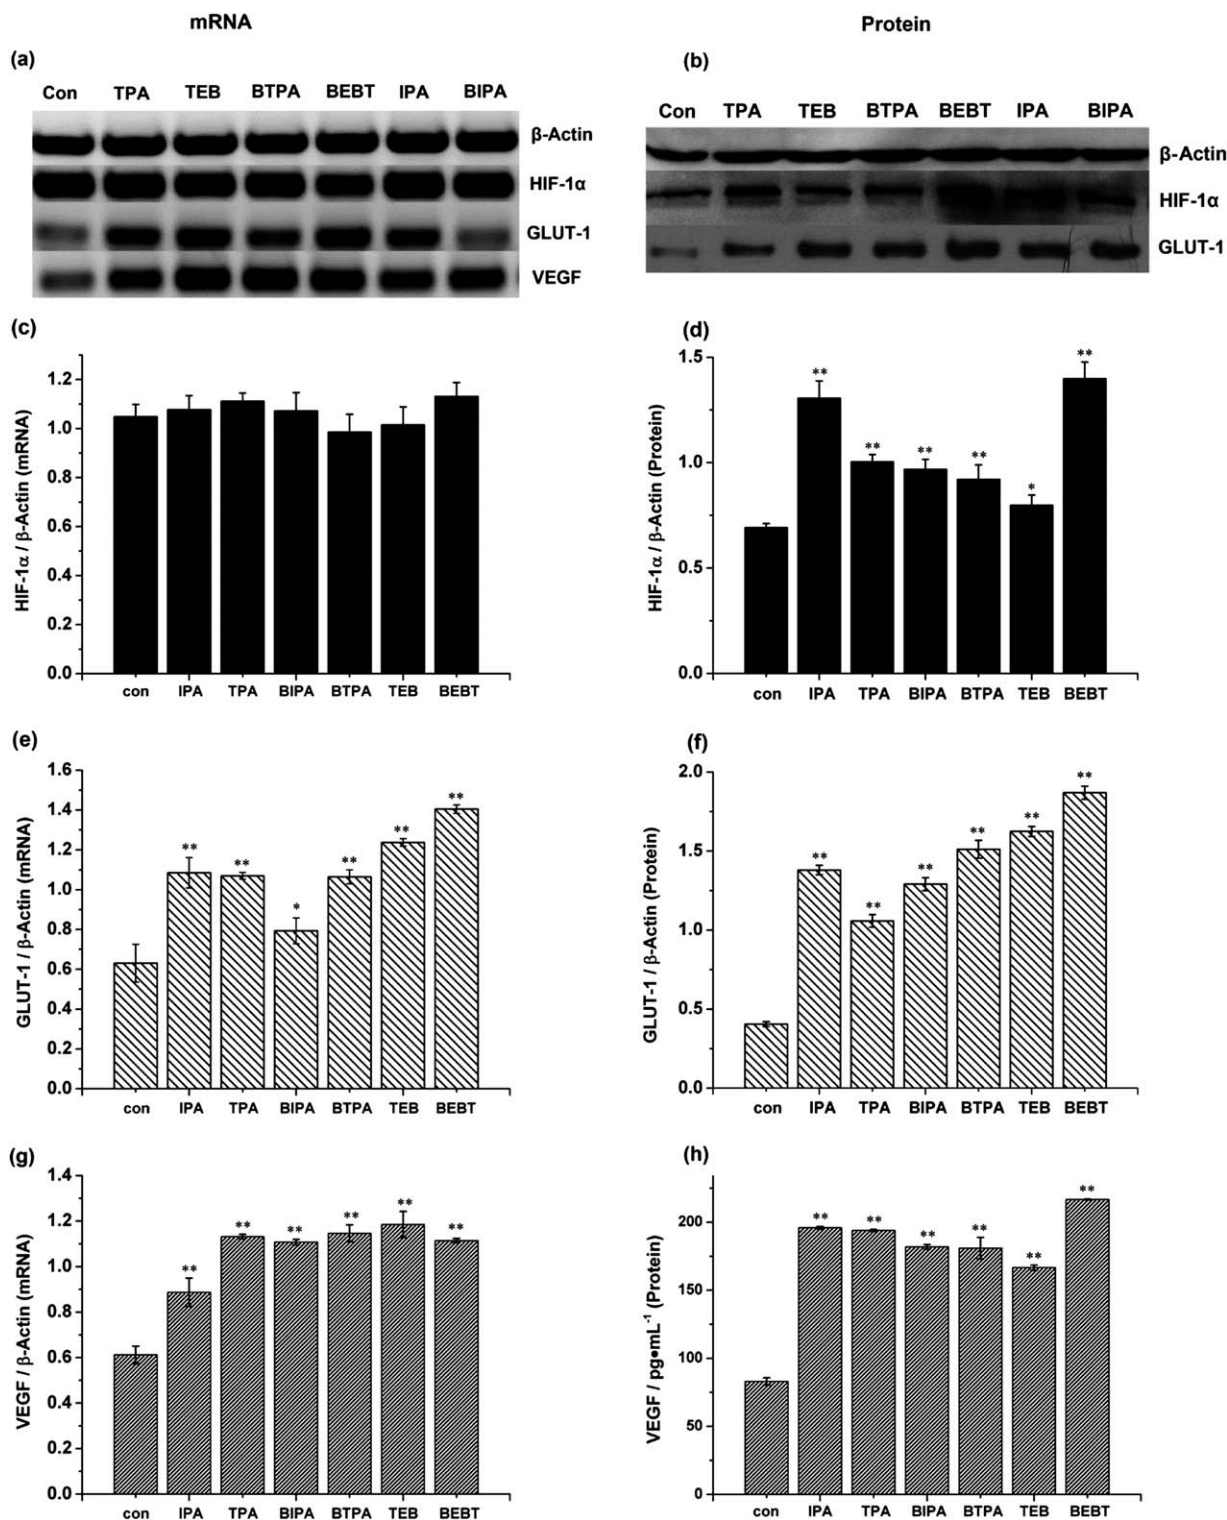 mRNA
Protein
(a)
Con TPA TEB BTPA BEBT IPA BIPA
β-Actin
HIF-1α
GLUT-1
VEGF
(b)
Con TPA TEB BTPA BEBT IPA BIPA
β-Actin
HIF-1α
GLUT-1
(c)
HIF-1α / β-Actin (mRNA)
1.2
1.0
0.8
0.6
0.4
0.2
0.0
con IPA TPA BIPA BTPA TEB BEBT
(d)
HIF-1α / β-Actin (Protein)
1.5
1.0
0.5
0.0
** ** ** ** * **
con IPA TPA BIPA BTPA TEB BEBT
(e)
GLUT-1 / β-Actin (mRNA)
1.6
1.4
1.2
1.0
0.8
0.6
0.4
0.2
0.0
** ** * ** ** **
con IPA TPA BIPA BTPA TEB BEBT
(f)
GLUT-1 / β-Actin (Protein)
2.0
1.5
1.0
0.5
0.0
** ** ** ** ** **
con IPA TPA BIPA BTPA TEB BEBT
(g)
VEGF / β-Actin (mRNA)
1.4
1.2
1.0
0.8
0.6
0.4
0.2
0.0
** ** ** ** ** **
con IPA TPA BIPA BTPA TEB BEBT
(h)
VEGF / pg•mL⁻¹ (Protein)
200
150
100
50
0
** ** ** ** ** **
con IPA TPA BIPA BTPA TEB BEBT